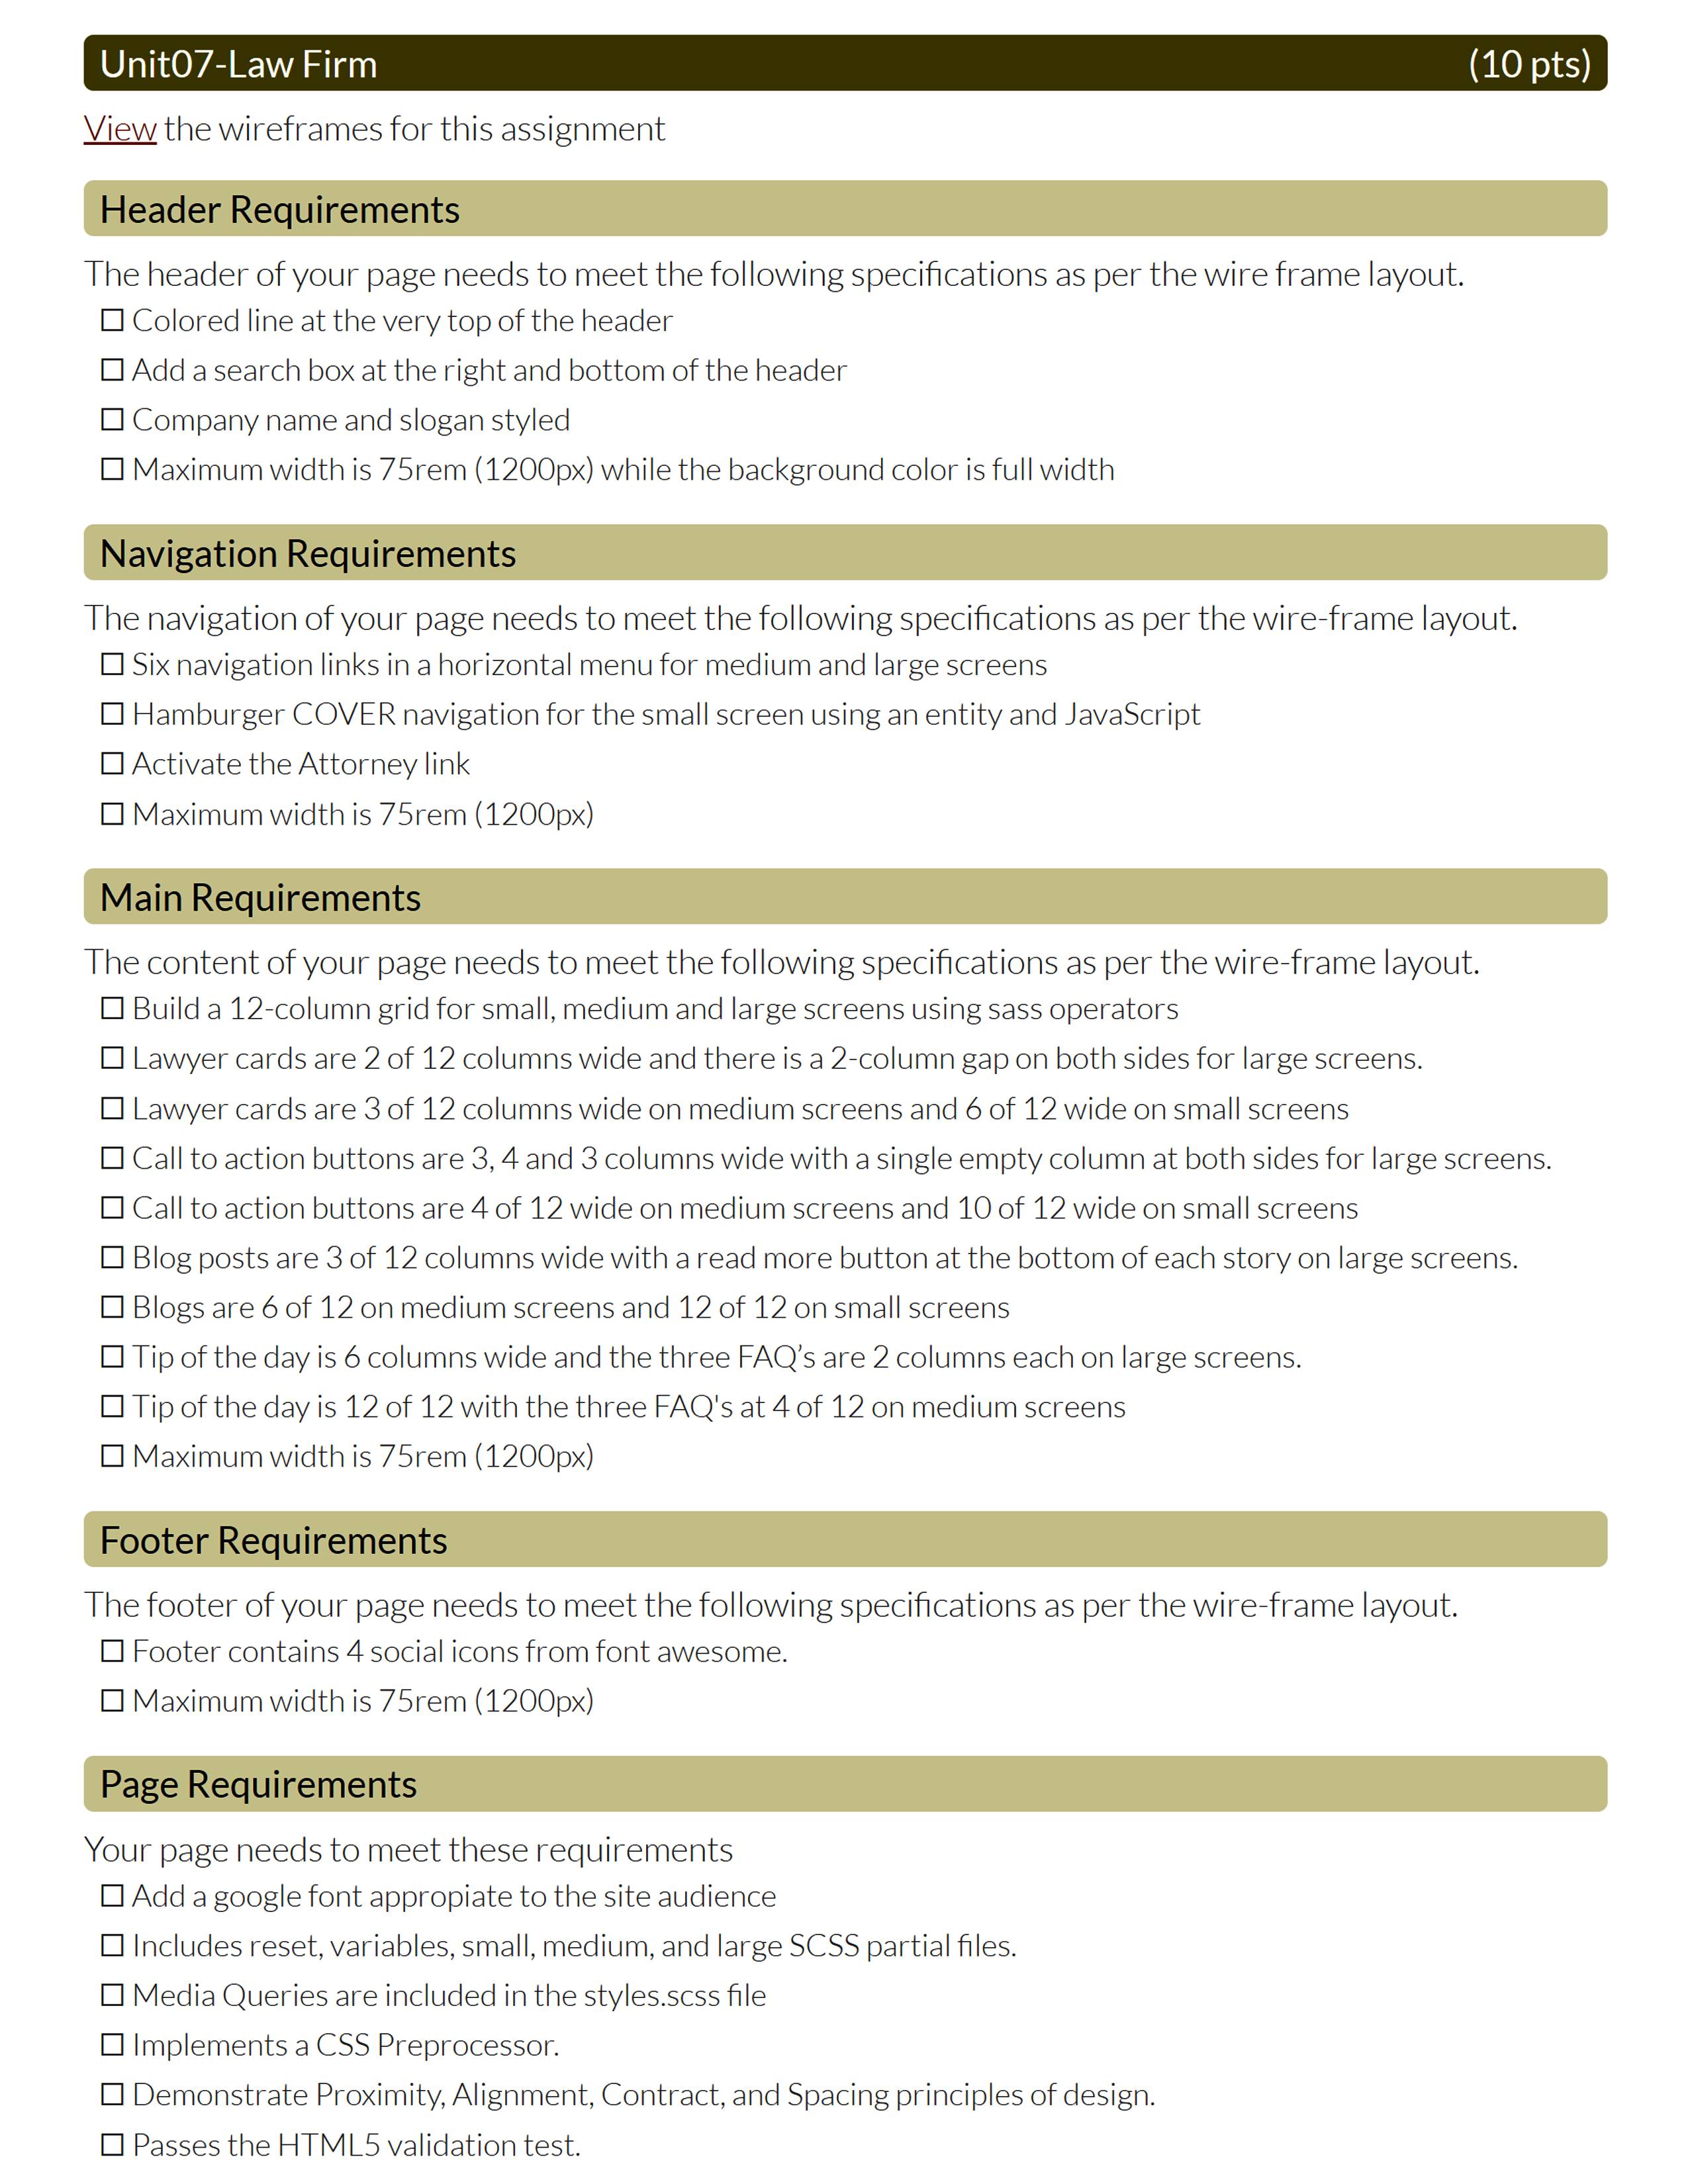 Unit07-Law Firm (10 pts)
View the wireframes for this assignment
Header Requirements
The header of your page needs to meet the following specifications as per the wire frame layout.
☐ Colored line at the very top of the header
☐ Add a search box at the right and bottom of the header
☐ Company name and slogan styled
☐ Maximum width is 75rem (1200px) while the background color is full width
Navigation Requirements
The navigation of your page needs to meet the following specifications as per the wire-frame layout.
☐ Six navigation links in a horizontal menu for medium and large screens
☐ Hamburger COVER navigation for the small screen using an entity and JavaScript
☐ Activate the Attorney link
☐ Maximum width is 75rem (1200px)
Main Requirements
The content of your page needs to meet the following specifications as per the wire-frame layout.
☐ Build a 12-column grid for small, medium and large screens using sass operators
☐ Lawyer cards are 2 of 12 columns wide and there is a 2-column gap on both sides for large screens.
☐ Lawyer cards are 3 of 12 columns wide on medium screens and 6 of 12 wide on small screens
☐ Call to action buttons are 3, 4 and 3 columns wide with a single empty column at both sides for large screens.
☐ Call to action buttons are 4 of 12 wide on medium screens and 10 of 12 wide on small screens
☐ Blog posts are 3 of 12 columns wide with a read more button at the bottom of each story on large screens.
☐ Blogs are 6 of 12 on medium screens and 12 of 12 on small screens
☐ Tip of the day is 6 columns wide and the three FAQ’s are 2 columns each on large screens.
☐ Tip of the day is 12 of 12 with the three FAQ's at 4 of 12 on medium screens
☐ Maximum width is 75rem (1200px)
Footer Requirements
The footer of your page needs to meet the following specifications as per the wire-frame layout.
☐ Footer contains 4 social icons from font awesome.
☐ Maximum width is 75rem (1200px)
Page Requirements
Your page needs to meet these requirements
☐ Add a google font appropiate to the site audience
☐ Includes reset, variables, small, medium, and large SCSS partial files.
☐ Media Queries are included in the styles.scss file
☐ Implements a CSS Preprocessor.
☐ Demonstrate Proximity, Alignment, Contract, and Spacing principles of design.
☐ Passes the HTML5 validation test.